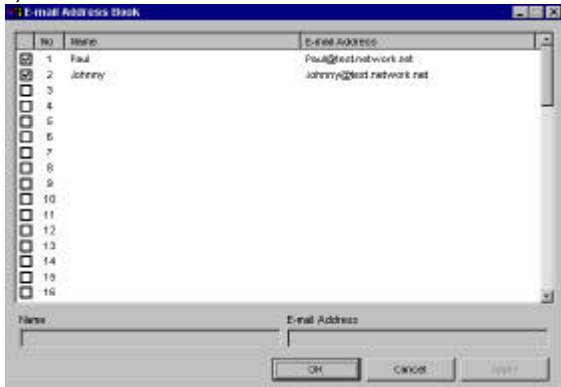 E-mail Address Book
No Name E-mail Address
1 Paul Paul@test.network.net
2 Johnny Johnny@test.network.net
3
4
5
6
7
8
9
10
11
12
13
14
15
16
Name E-mail Address
OK Cancel Apply